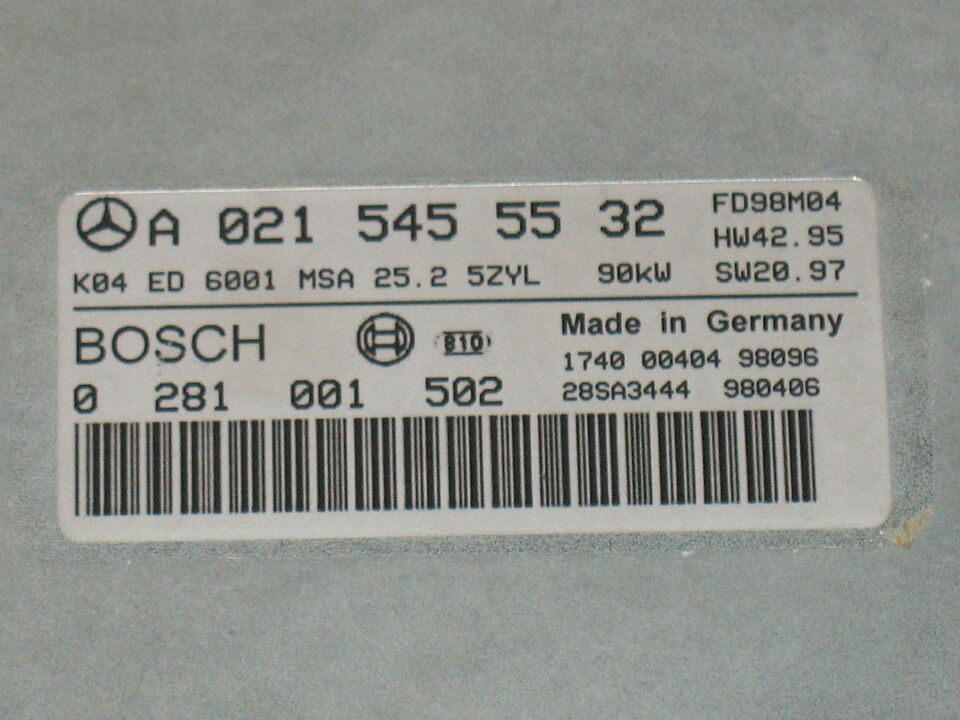 A 021 545 55 32 FD98M04
HW42.95
K04 ED 6001 MSA 25.2 5ZYL 90kW SW20.97
BOSCH 810 Made in Germany
1740 00404 98096
0 281 001 502 28SA3444 980406